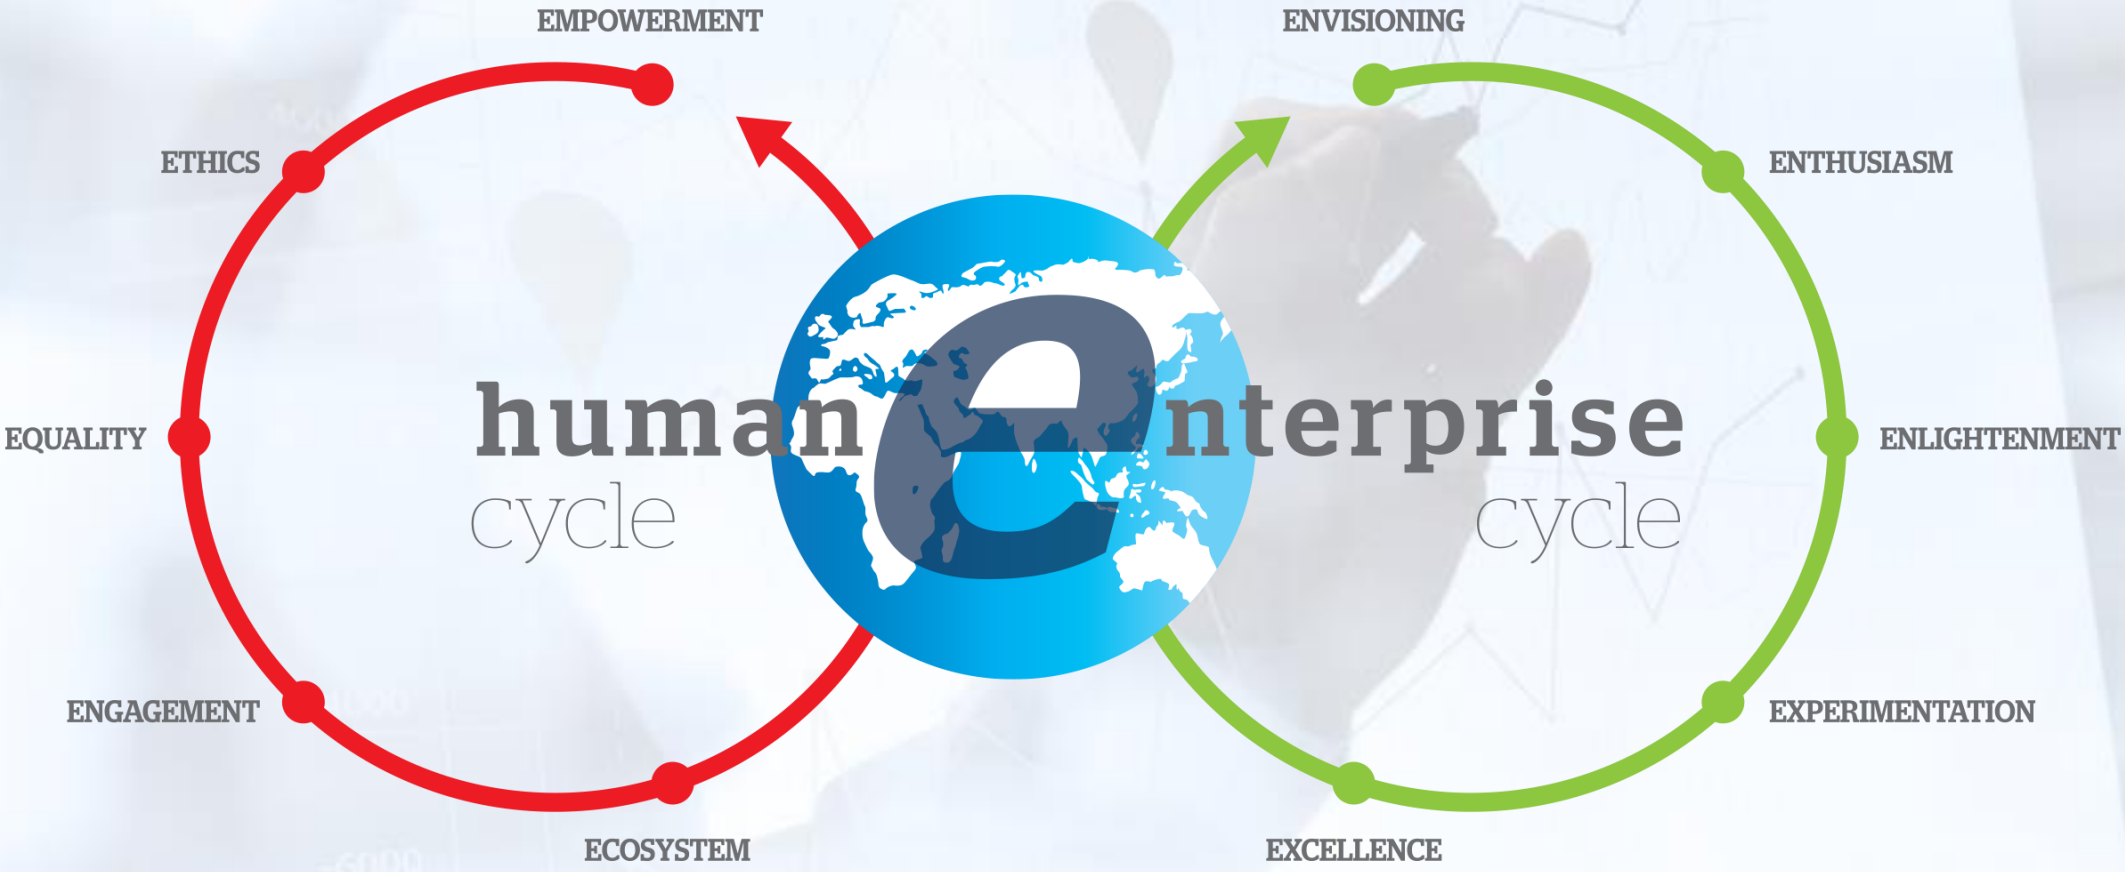 EMPOWERMENT
ENVISIONING
ETHICS
ENTHUSIASM
human enterprise
EQUALITY
ENLIGHTENMENT
cycle
cycle
ENGAGEMENT
EXPERIMENTATION
ECOSYSTEM
EXCELLENCE